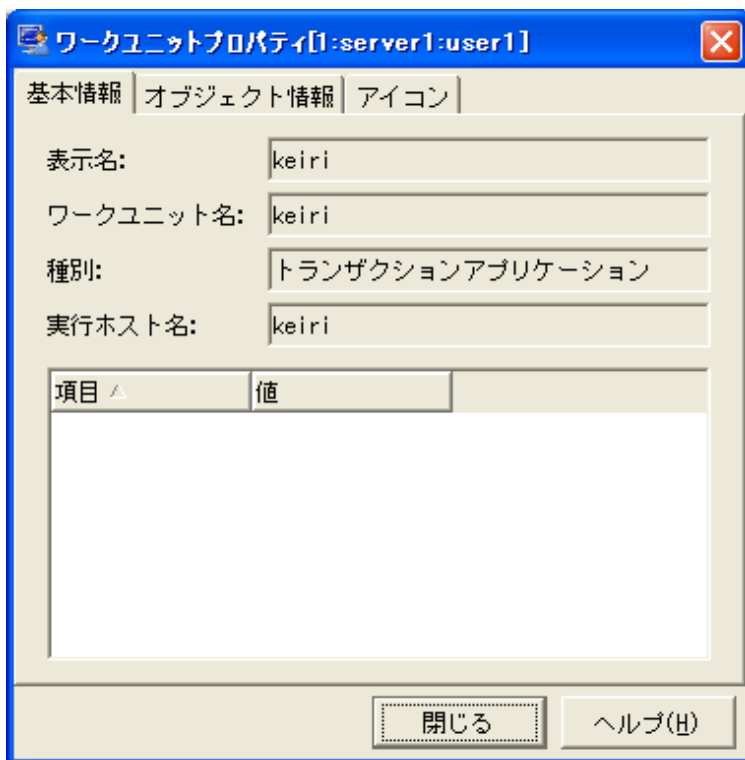 ワークユニットプロパティ[1:server1:user1]
基本情報 オブジェクト情報 アイコン
表示名: keiri
ワークユニット名: keiri
種別: トランザクションアプリケーション
実行ホスト名: keiri
項目 値
閉じる ヘルプ(H)